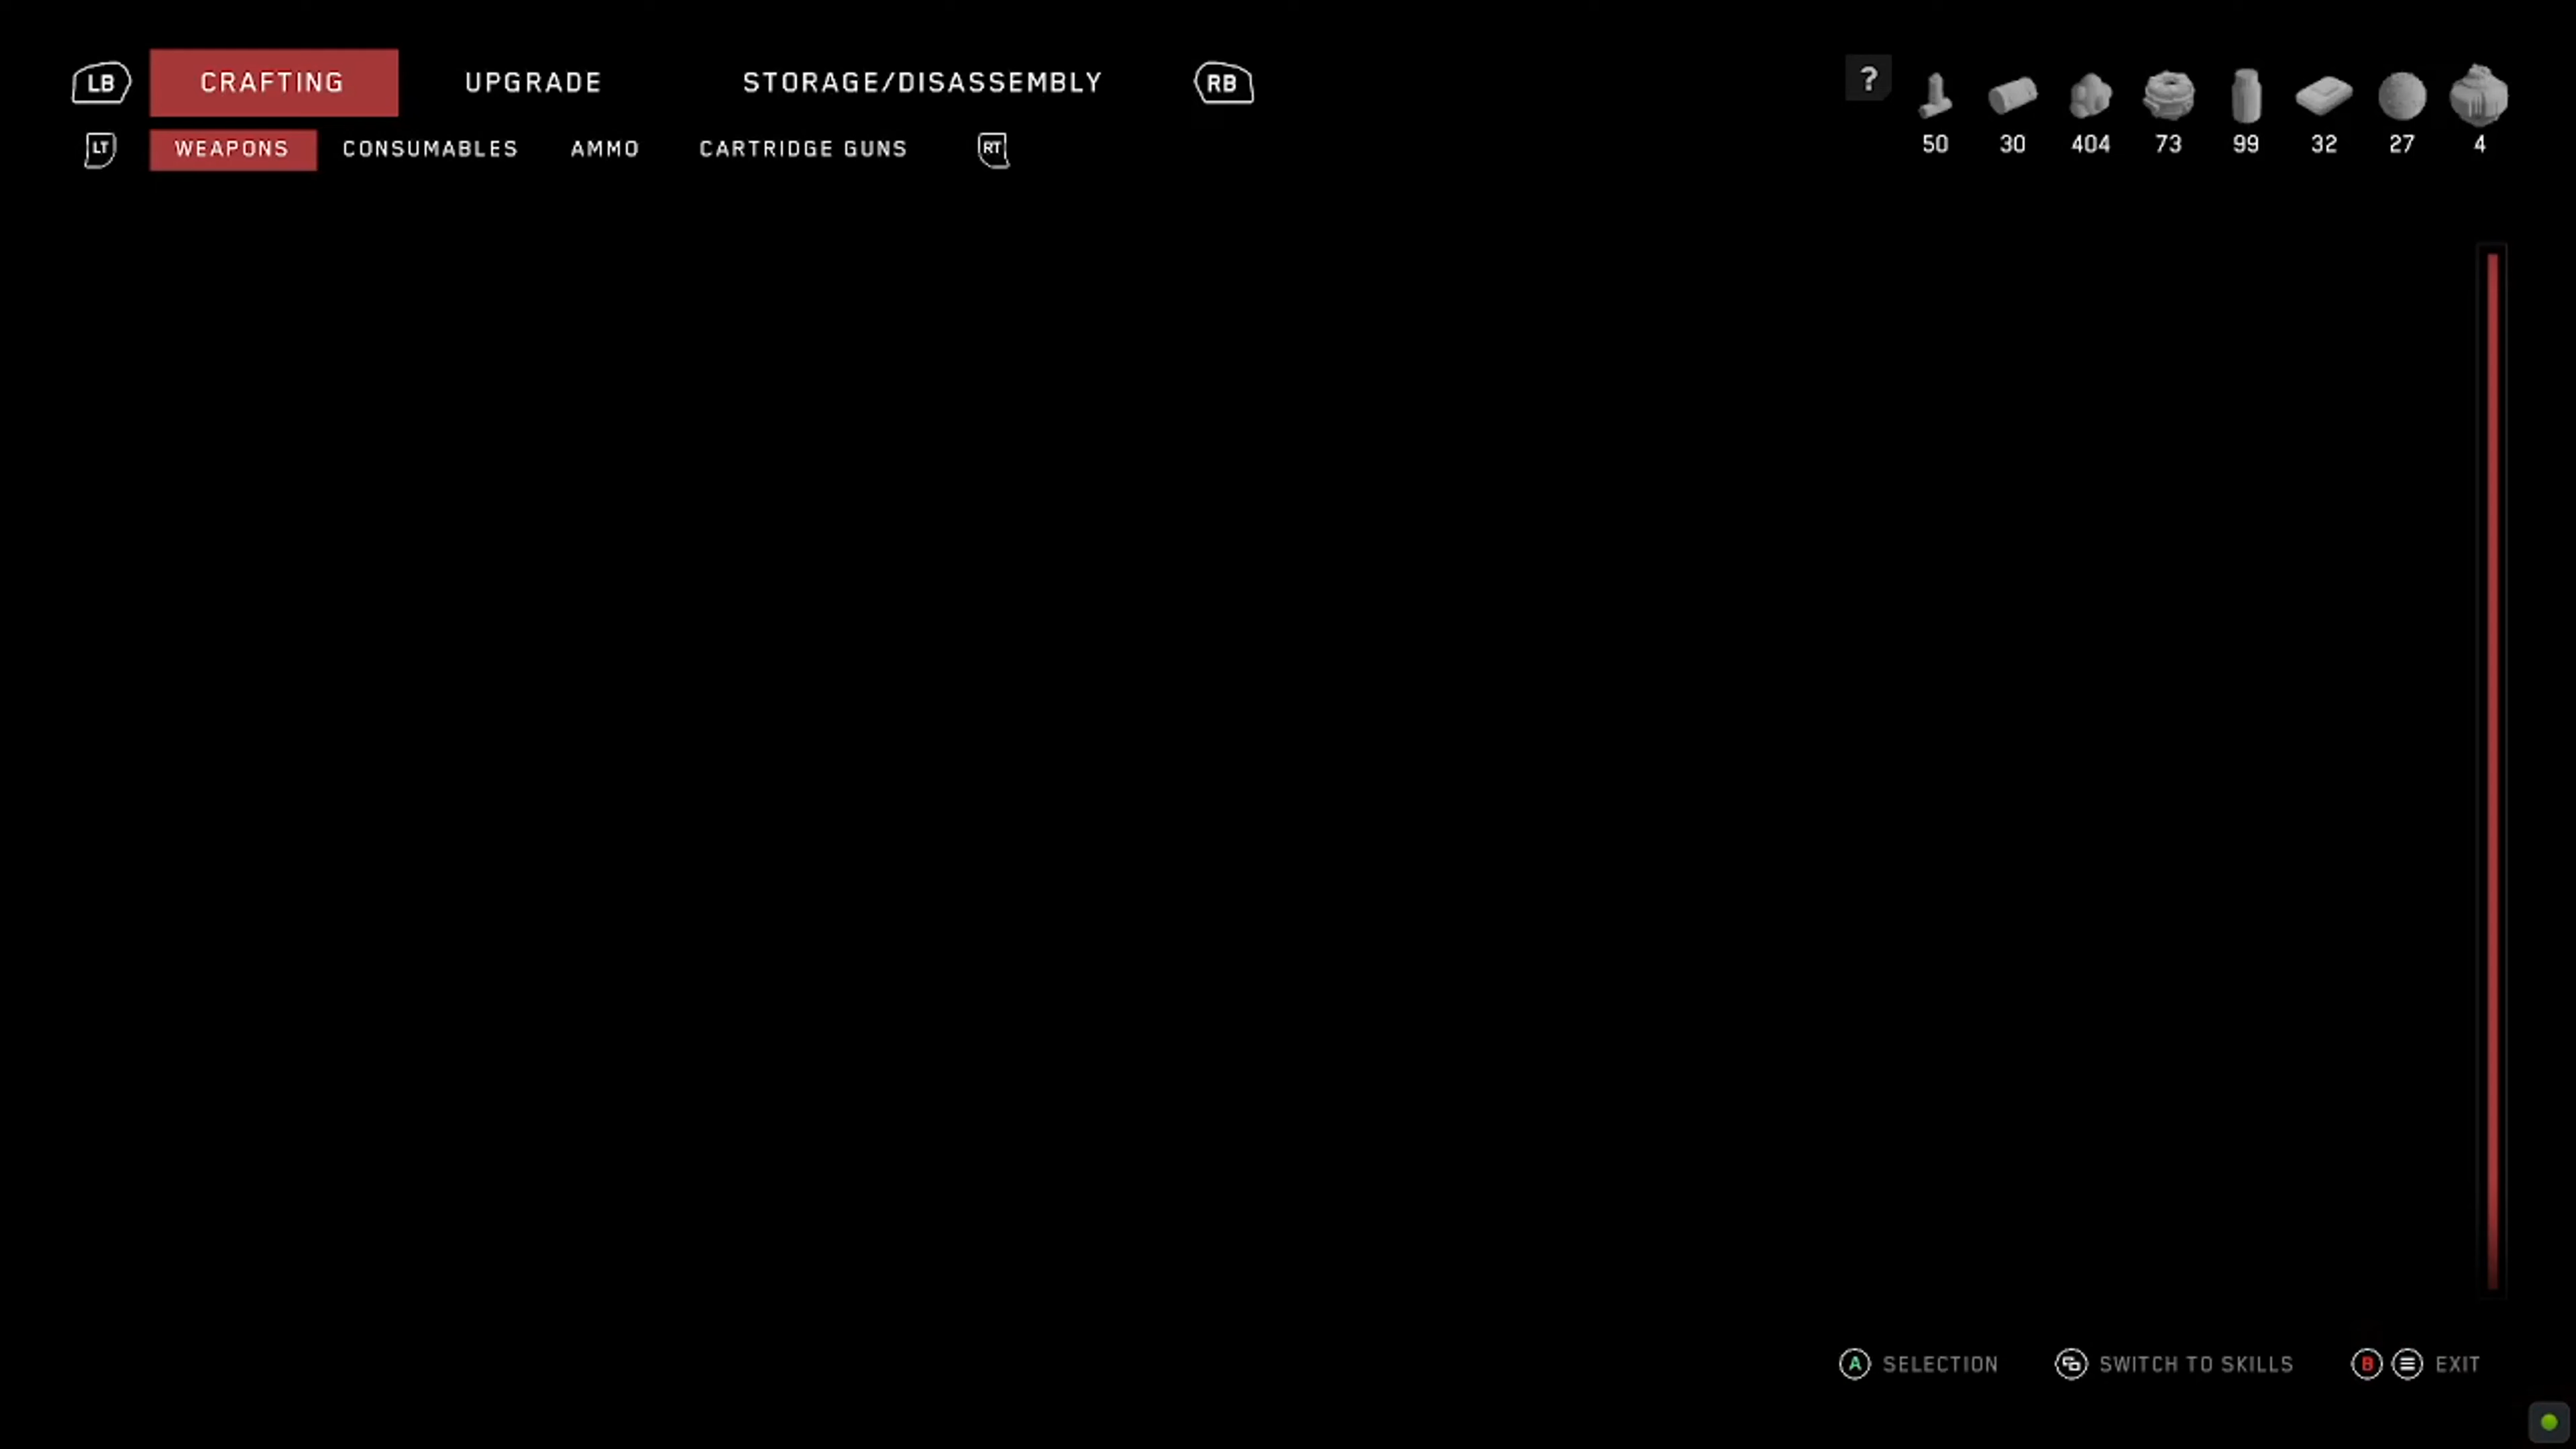 LB CRAFTING UPGRADE STORAGE/DISASSEMBLY RB ?
LT WEAPONS CONSUMABLES AMMO CARTRIDGE GUNS RT
50 30 404 73 99 32 27 4
A SELECTION SWITCH TO SKILLS B EXIT